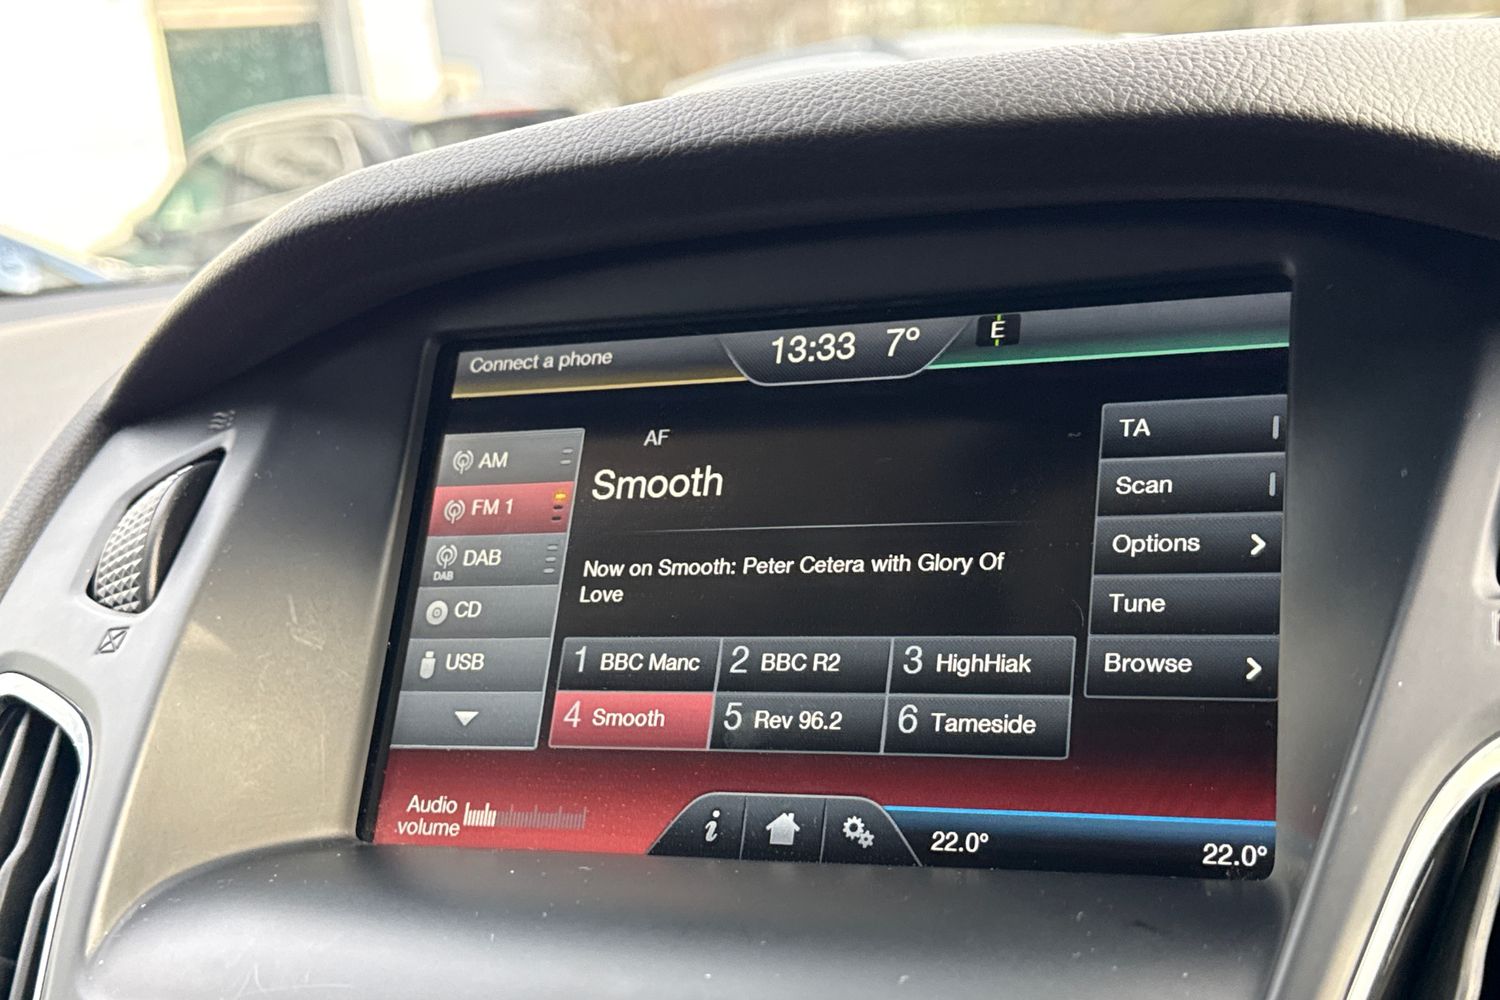 Connect a phone
13:33 7°
E
AF
Smooth
Now on Smooth: Peter Cetera with Glory Of
Love
AM
FM 1
DAB
DAB
CD
USB
1 BBC Manc
2 BBC R2
3 HighHiak
4 Smooth
5 Rev 96.2
6 Tameside
TA
Scan
Options
Tune
Browse
Audio
volume
i
22.0°
22.0°